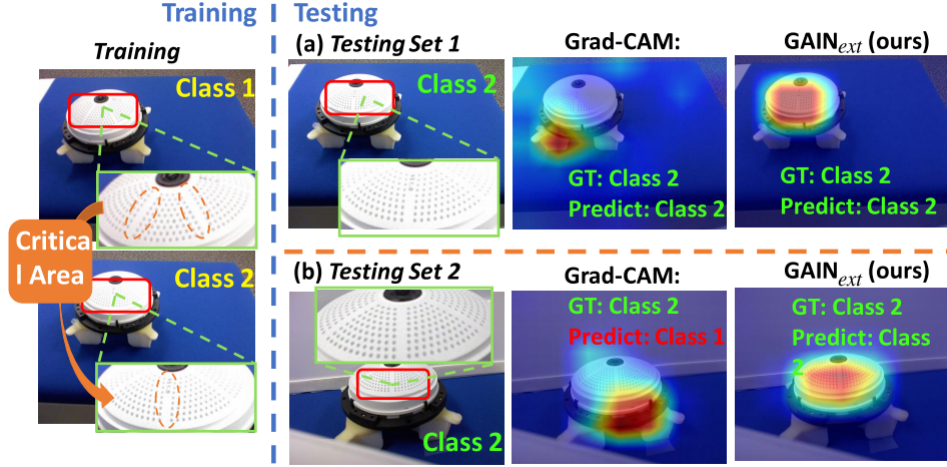 Training
Testing
Training
Class 1
Critica
l Area
Class 2
(a) Testing Set 1
Class 2
Grad-CAM:
GT: Class 2
Predict: Class 2
GAINext (ours)
GT: Class 2
Predict: Class 2
(b) Testing Set 2
Class 2
Grad-CAM:
GT: Class 2
Predict: Class 1
GAINext (ours)
GT: Class 2
Predict: Class
2